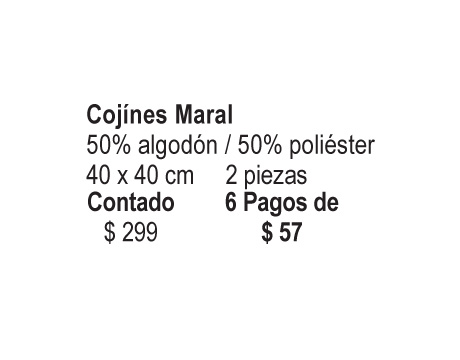 Cojínes Maral
50% algodón / 50% poliéster
40 x 40 cm 2 piezas
Contado 6 Pagos de
$ 299 $ 57